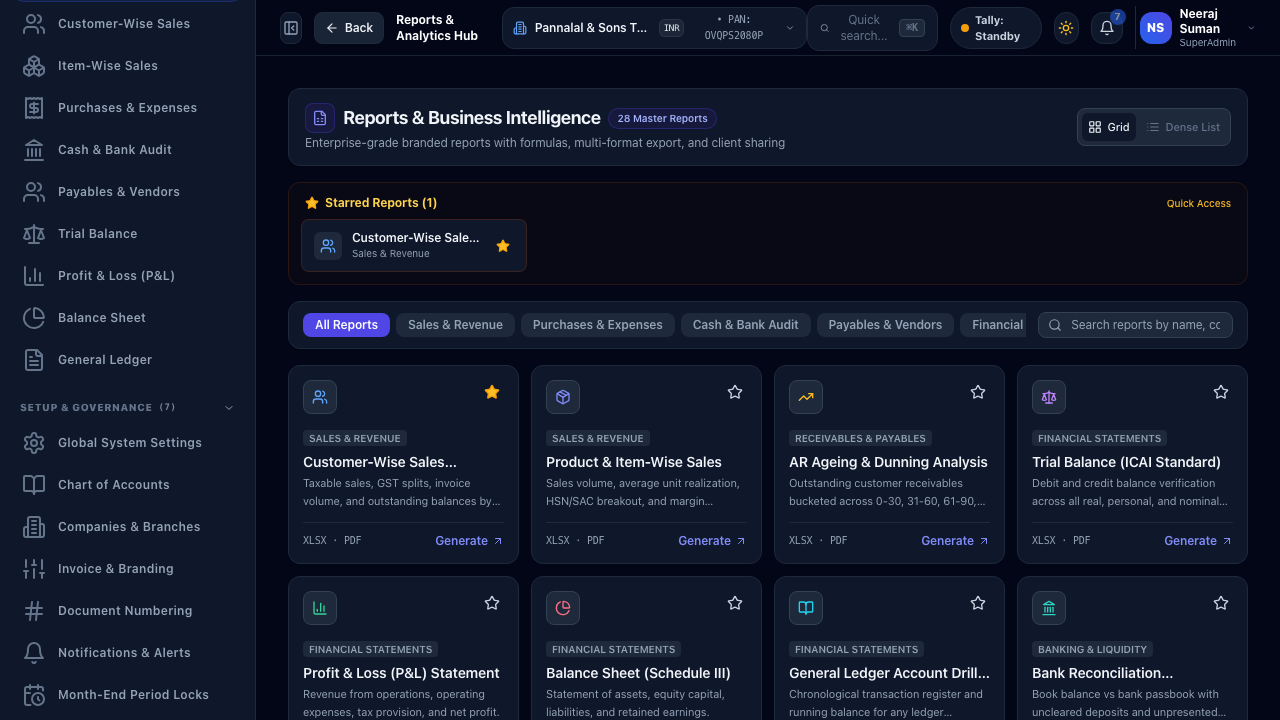 Customer-Wise Sales
Item-Wise Sales
Purchases & Expenses
Cash & Bank Audit
Payables & Vendors
Trial Balance
Profit & Loss (P&L)
Balance Sheet
General Ledger
SETUP & GOVERNANCE (7)
Global System Settings
Chart of Accounts
Companies & Branches
Invoice & Branding
Document Numbering
Notifications & Alerts
Month-End Period Locks
Back
Reports & Analytics Hub
Pannalal & Sons T... INR • PAN: OVQPS2080P
Quick search... ⌘K
Tally: Standby
7
NS
Neeraj Suman
SuperAdmin
Reports & Business Intelligence 28 Master Reports
Enterprise-grade branded reports with formulas, multi-format export, and client sharing
Grid
Dense List
Starred Reports (1)
Quick Access
Customer-Wise Sale...
Sales & Revenue
All Reports
Sales & Revenue
Purchases & Expenses
Cash & Bank Audit
Payables & Vendors
Financial
Search reports by name, cc
SALES & REVENUE
Customer-Wise Sales...
Taxable sales, GST splits, invoice
volume, and outstanding balances by...
XLSX · PDF
Generate
SALES & REVENUE
Product & Item-Wise Sales
Sales volume, average unit realization,
HSN/SAC breakout, and margin...
XLSX · PDF
Generate
RECEIVABLES & PAYABLES
AR Ageing & Dunning Analysis
Outstanding customer receivables
bucketed across 0-30, 31-60, 61-90,...
XLSX · PDF
Generate
FINANCIAL STATEMENTS
Trial Balance (ICAI Standard)
Debit and credit balance verification
across all real, personal, and nominal...
XLSX · PDF
Generate
FINANCIAL STATEMENTS
Profit & Loss (P&L) Statement
Revenue from operations, operating
expenses, tax provision, and net profit.
FINANCIAL STATEMENTS
Balance Sheet (Schedule III)
Statement of assets, equity capital,
liabilities, and retained earnings.
FINANCIAL STATEMENTS
General Ledger Account Drill...
Chronological transaction register and
running balance for any ledger...
BANKING & LIQUIDITY
Bank Reconciliation...
Book balance vs bank passbook with
uncleared deposits and unpresented...